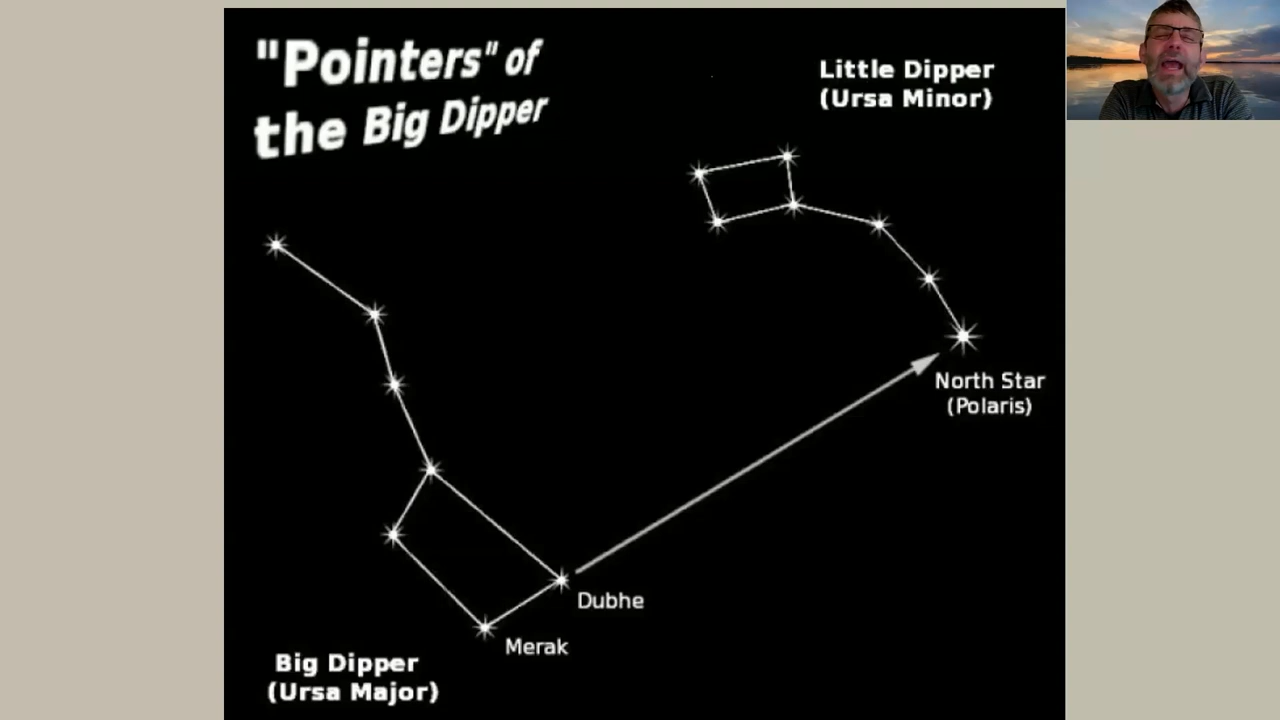 "Pointers" of
the Big Dipper
Little Dipper
(Ursa Minor)
North Star
(Polaris)
Dubhe
Merak
Big Dipper
(Ursa Major)